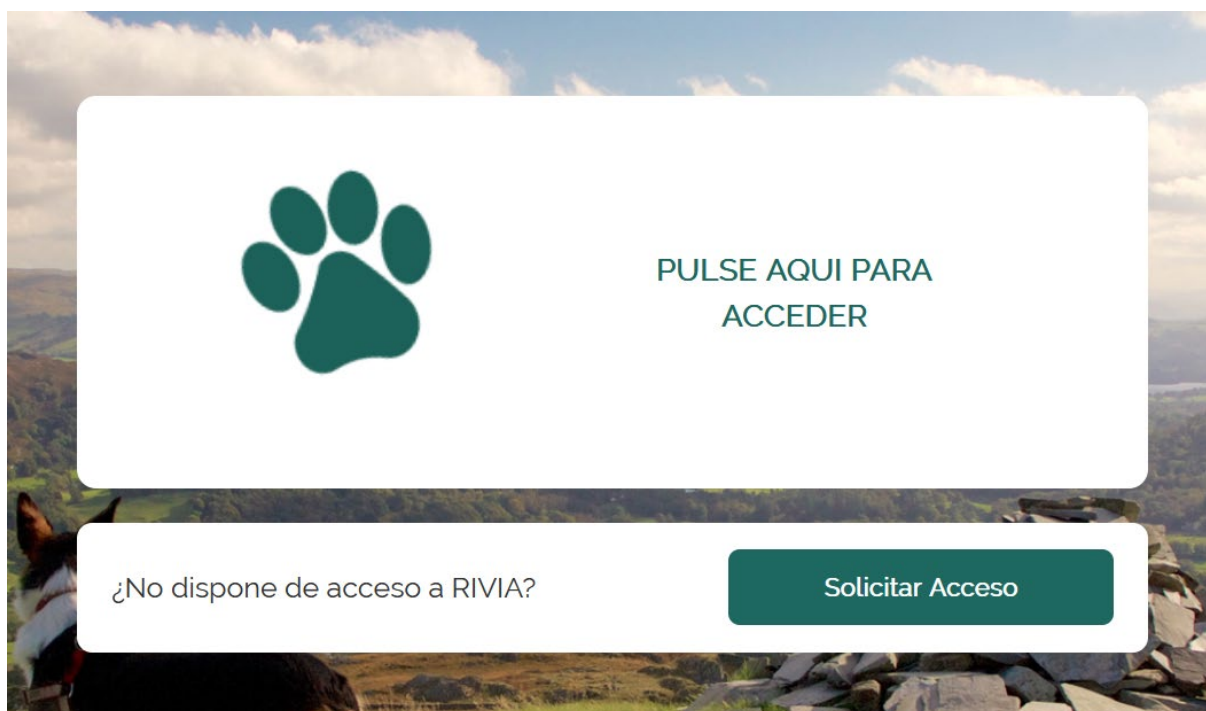 PULSE AQUI PARA
ACCEDER
¿No dispone de acceso a RIVIA?
Solicitar Acceso